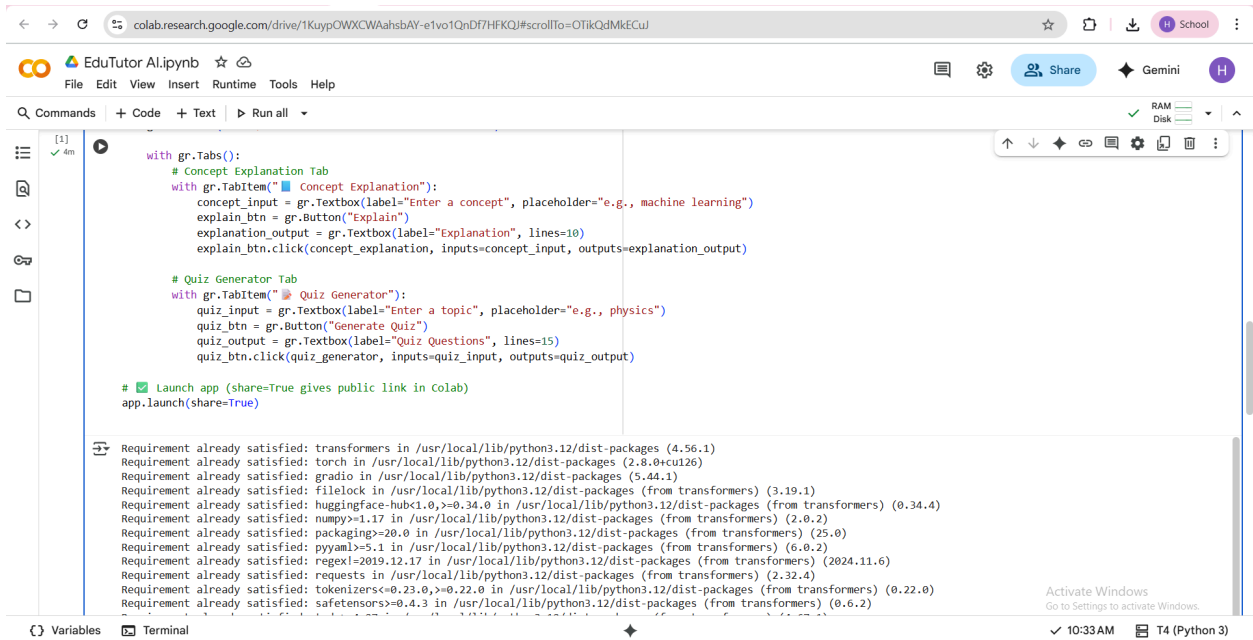 colab.research.google.com/drive/1KuypOWXCWAahsbAY-e1vo1QnDf7HFKQJ#scrollTo=OTikQdMkECuJ
H School
CO EduTutor AI.ipynb
File Edit View Insert Runtime Tools Help
Share
Gemini
H
Commands + Code + Text Run all
RAM
Disk
[1]
4m
with gr.Tabs():
# Concept Explanation Tab
with gr.TabItem("📘 Concept Explanation"):
concept_input = gr.Textbox(label="Enter a concept", placeholder="e.g., machine learning")
explain_btn = gr.Button("Explain")
explanation_output = gr.Textbox(label="Explanation", lines=10)
explain_btn.click(concept_explanation, inputs=concept_input, outputs=explanation_output)
# Quiz Generator Tab
with gr.TabItem("📝 Quiz Generator"):
quiz_input = gr.Textbox(label="Enter a topic", placeholder="e.g., physics")
quiz_btn = gr.Button("Generate Quiz")
quiz_output = gr.Textbox(label="Quiz Questions", lines=15)
quiz_btn.click(quiz_generator, inputs=quiz_input, outputs=quiz_output)
# ✅ Launch app (share=True gives public link in Colab)
app.launch(share=True)
Requirement already satisfied: transformers in /usr/local/lib/python3.12/dist-packages (4.56.1)
Requirement already satisfied: torch in /usr/local/lib/python3.12/dist-packages (2.8.0+cu126)
Requirement already satisfied: gradio in /usr/local/lib/python3.12/dist-packages (5.44.1)
Requirement already satisfied: filelock in /usr/local/lib/python3.12/dist-packages (from transformers) (3.19.1)
Requirement already satisfied: huggingface-hub<1.0,>=0.34.0 in /usr/local/lib/python3.12/dist-packages (from transformers) (0.34.4)
Requirement already satisfied: numpy>=1.17 in /usr/local/lib/python3.12/dist-packages (from transformers) (2.0.2)
Requirement already satisfied: packaging>=20.0 in /usr/local/lib/python3.12/dist-packages (from transformers) (25.0)
Requirement already satisfied: pyyaml>=5.1 in /usr/local/lib/python3.12/dist-packages (from transformers) (6.0.2)
Requirement already satisfied: regex!=2019.12.17 in /usr/local/lib/python3.12/dist-packages (from transformers) (2024.11.6)
Requirement already satisfied: requests in /usr/local/lib/python3.12/dist-packages (from transformers) (2.32.4)
Requirement already satisfied: tokenizers<=0.23.0,>=0.22.0 in /usr/local/lib/python3.12/dist-packages (from transformers) (0.22.0)
Requirement already satisfied: safetensors>=0.4.3 in /usr/local/lib/python3.12/dist-packages (from transformers) (0.6.2)
Activate Windows
Go to Settings to activate Windows.
{} Variables Terminal
10:33 AM T4 (Python 3)